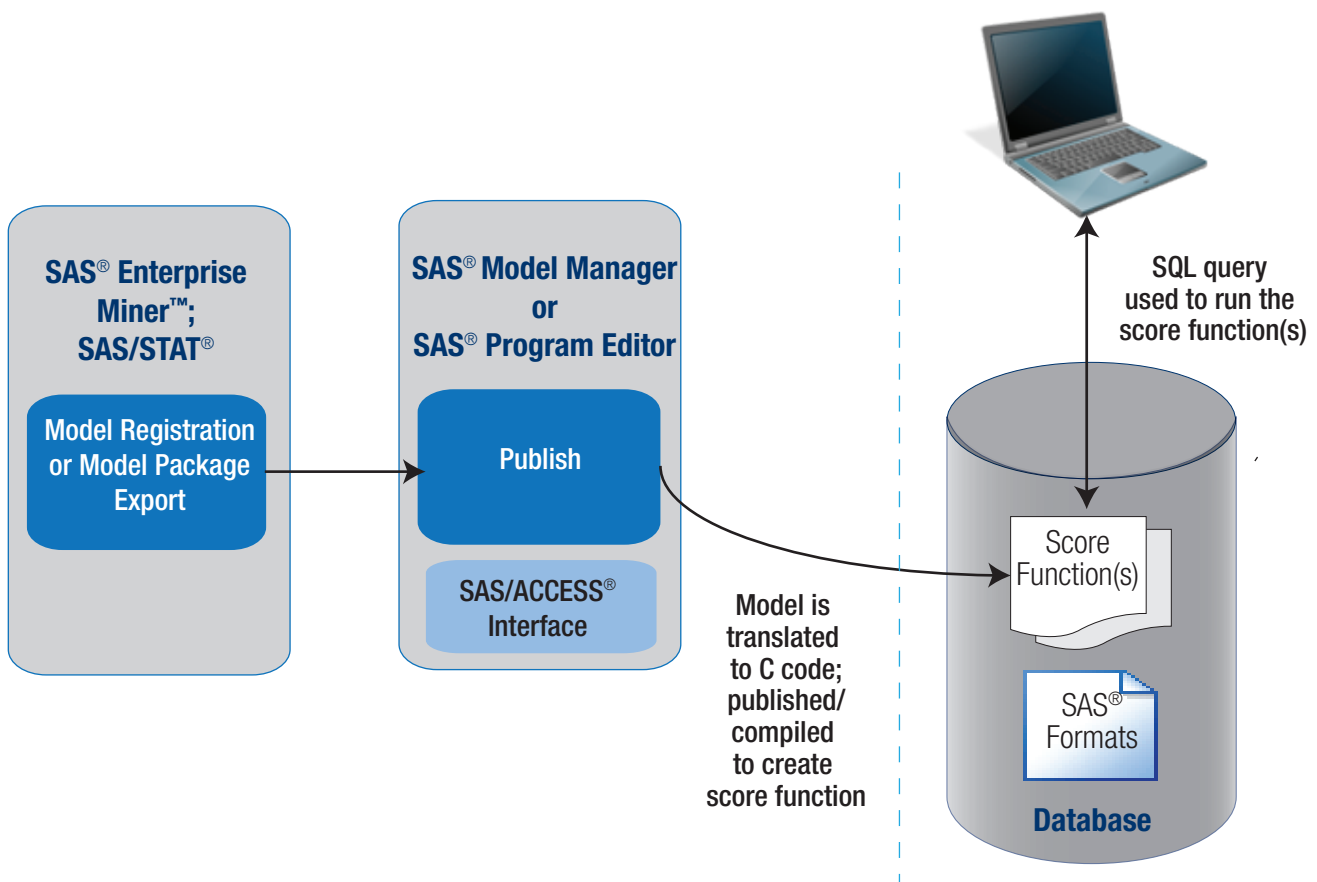 SAS® Enterprise
Miner™;
SAS/STAT®
Model Registration
or Model Package
Export
SAS® Model Manager
or
SAS® Program Editor
Publish
SAS/ACCESS®
Interface
Model is
translated
to C code;
published/
compiled
to create
score function
SQL query
used to run the
score function(s)
Score
Function(s)
SAS®
Formats
Database